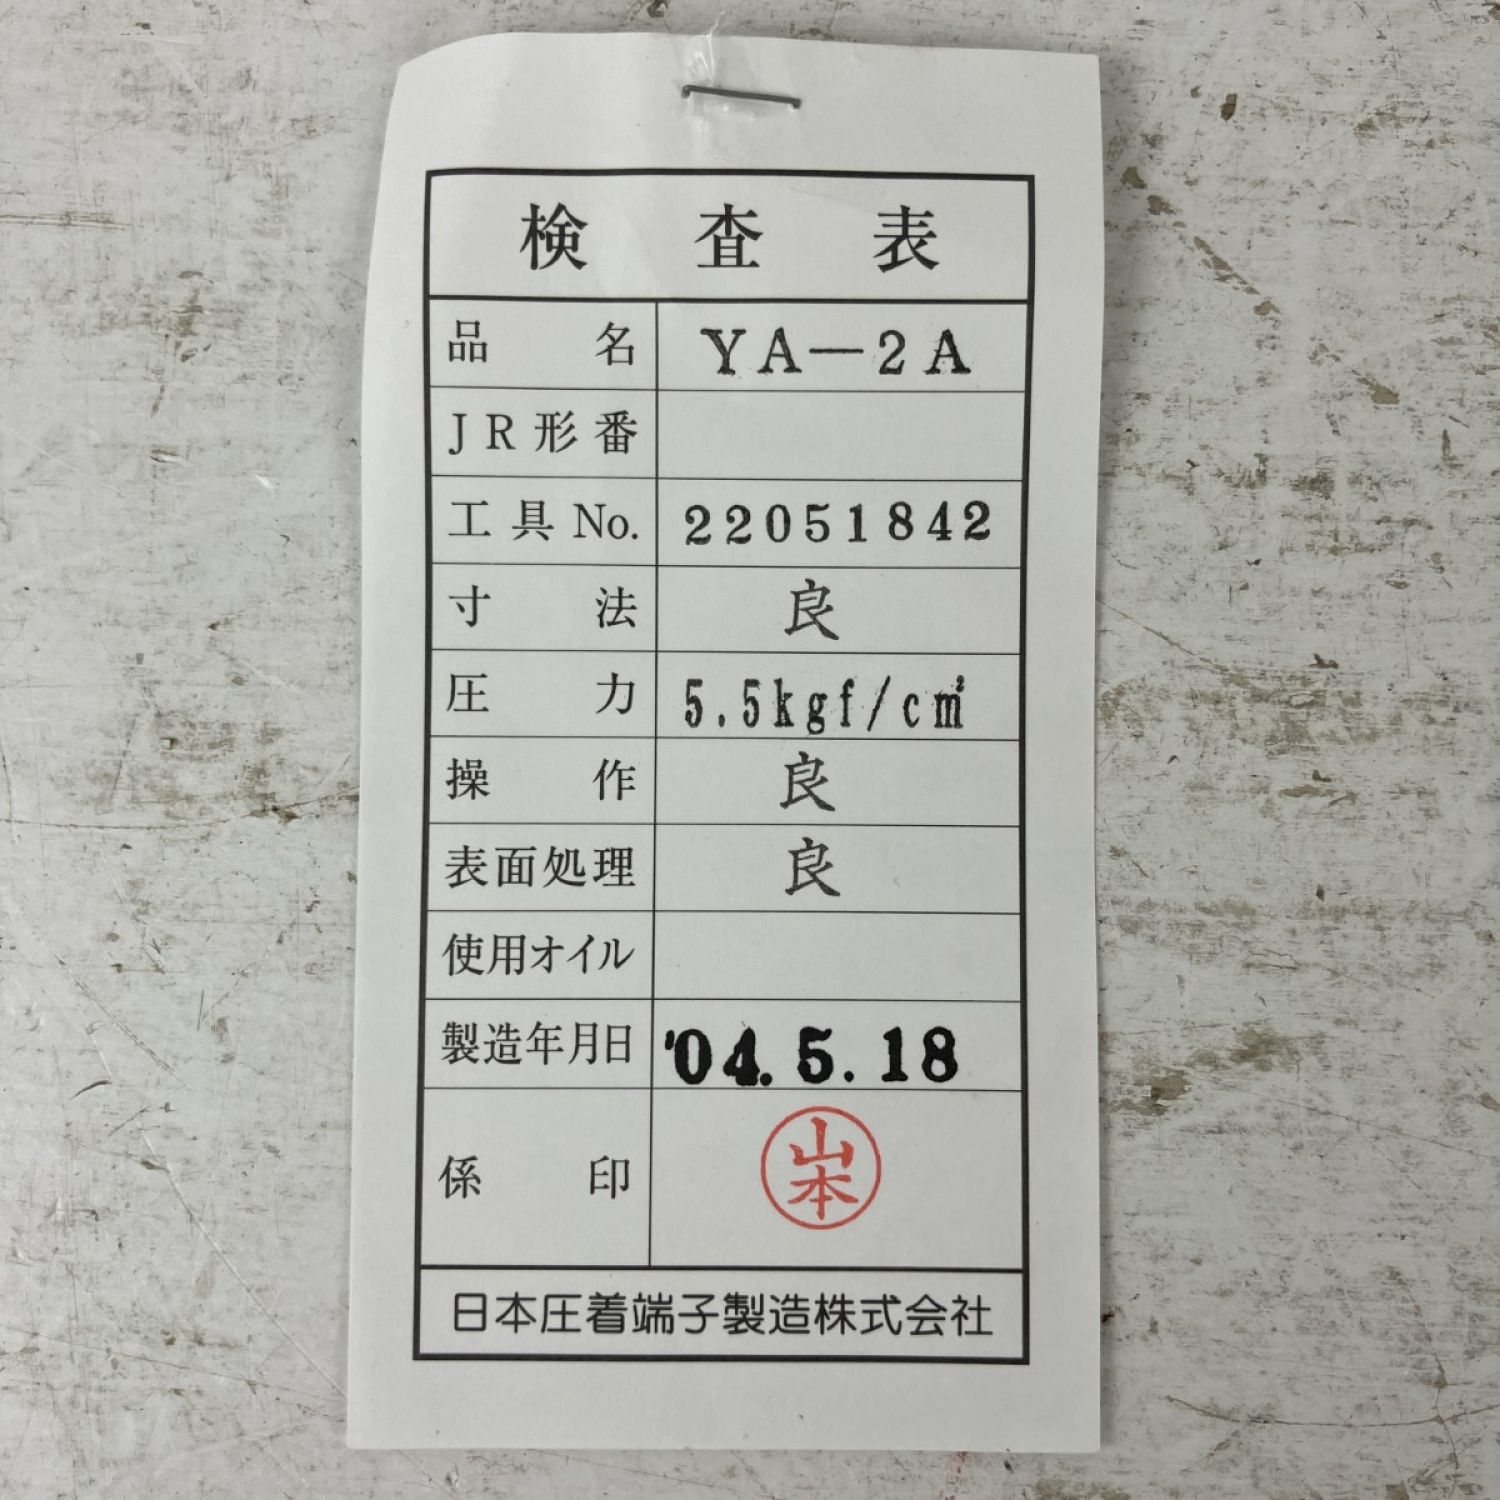 検査表
品名 YA-2A
JR形番
工具No. 22051842
寸法 良
圧力 5.5kgf/cm²
操作 良
表面処理 良
使用オイル
製造年月日 '04.5.18
係印 山本
日本圧着端子製造株式会社